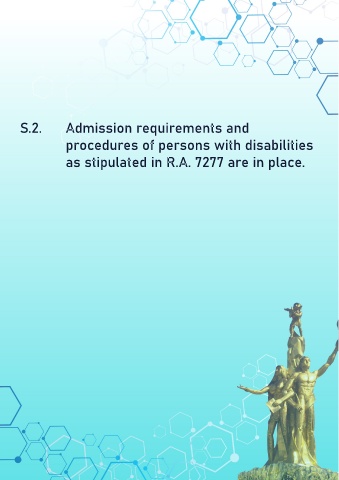 S.2. Admission requirements and
procedures of persons with disabilities
as stipulated in R.A. 7277 are in place.